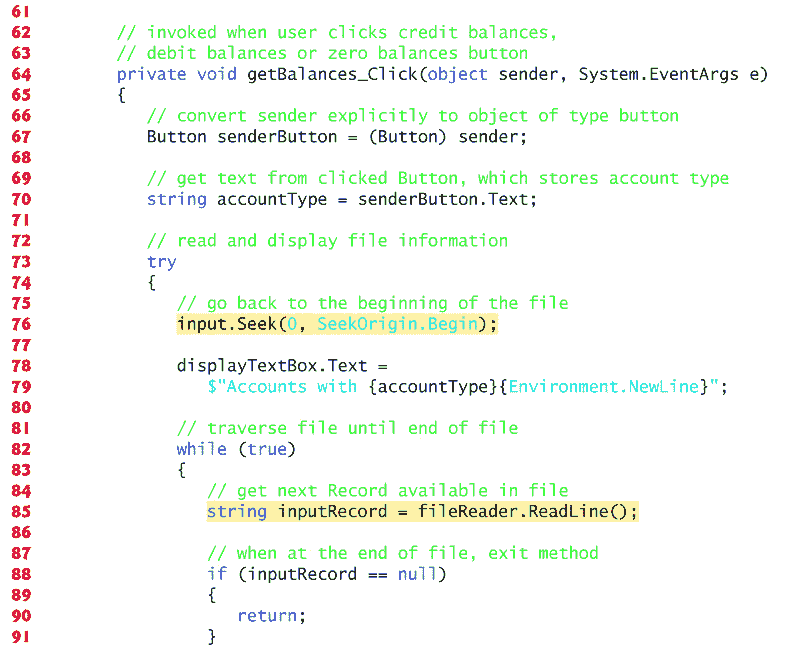 61
62 // invoked when user clicks credit balances,
63 // debit balances or zero balances button
64 private void getBalances_Click(object sender, System.EventArgs e)
65 {
66 // convert sender explicitly to object of type button
67 Button senderButton = (Button) sender;
68
69 // get text from clicked Button, which stores account type
70 string accountType = senderButton.Text;
71
72 // read and display file information
73 try
74 {
75 // go back to the beginning of the file
76 input.Seek(0, SeekOrigin.Begin);
77
78 displayTextBox.Text =
79 $"Accounts with {accountType}{Environment.NewLine}";
80
81 // traverse file until end of file
82 while (true)
83 {
84 // get next Record available in file
85 string inputRecord = fileReader.ReadLine();
86
87 // when at the end of file, exit method
88 if (inputRecord == null)
89 {
90 return;
91 }